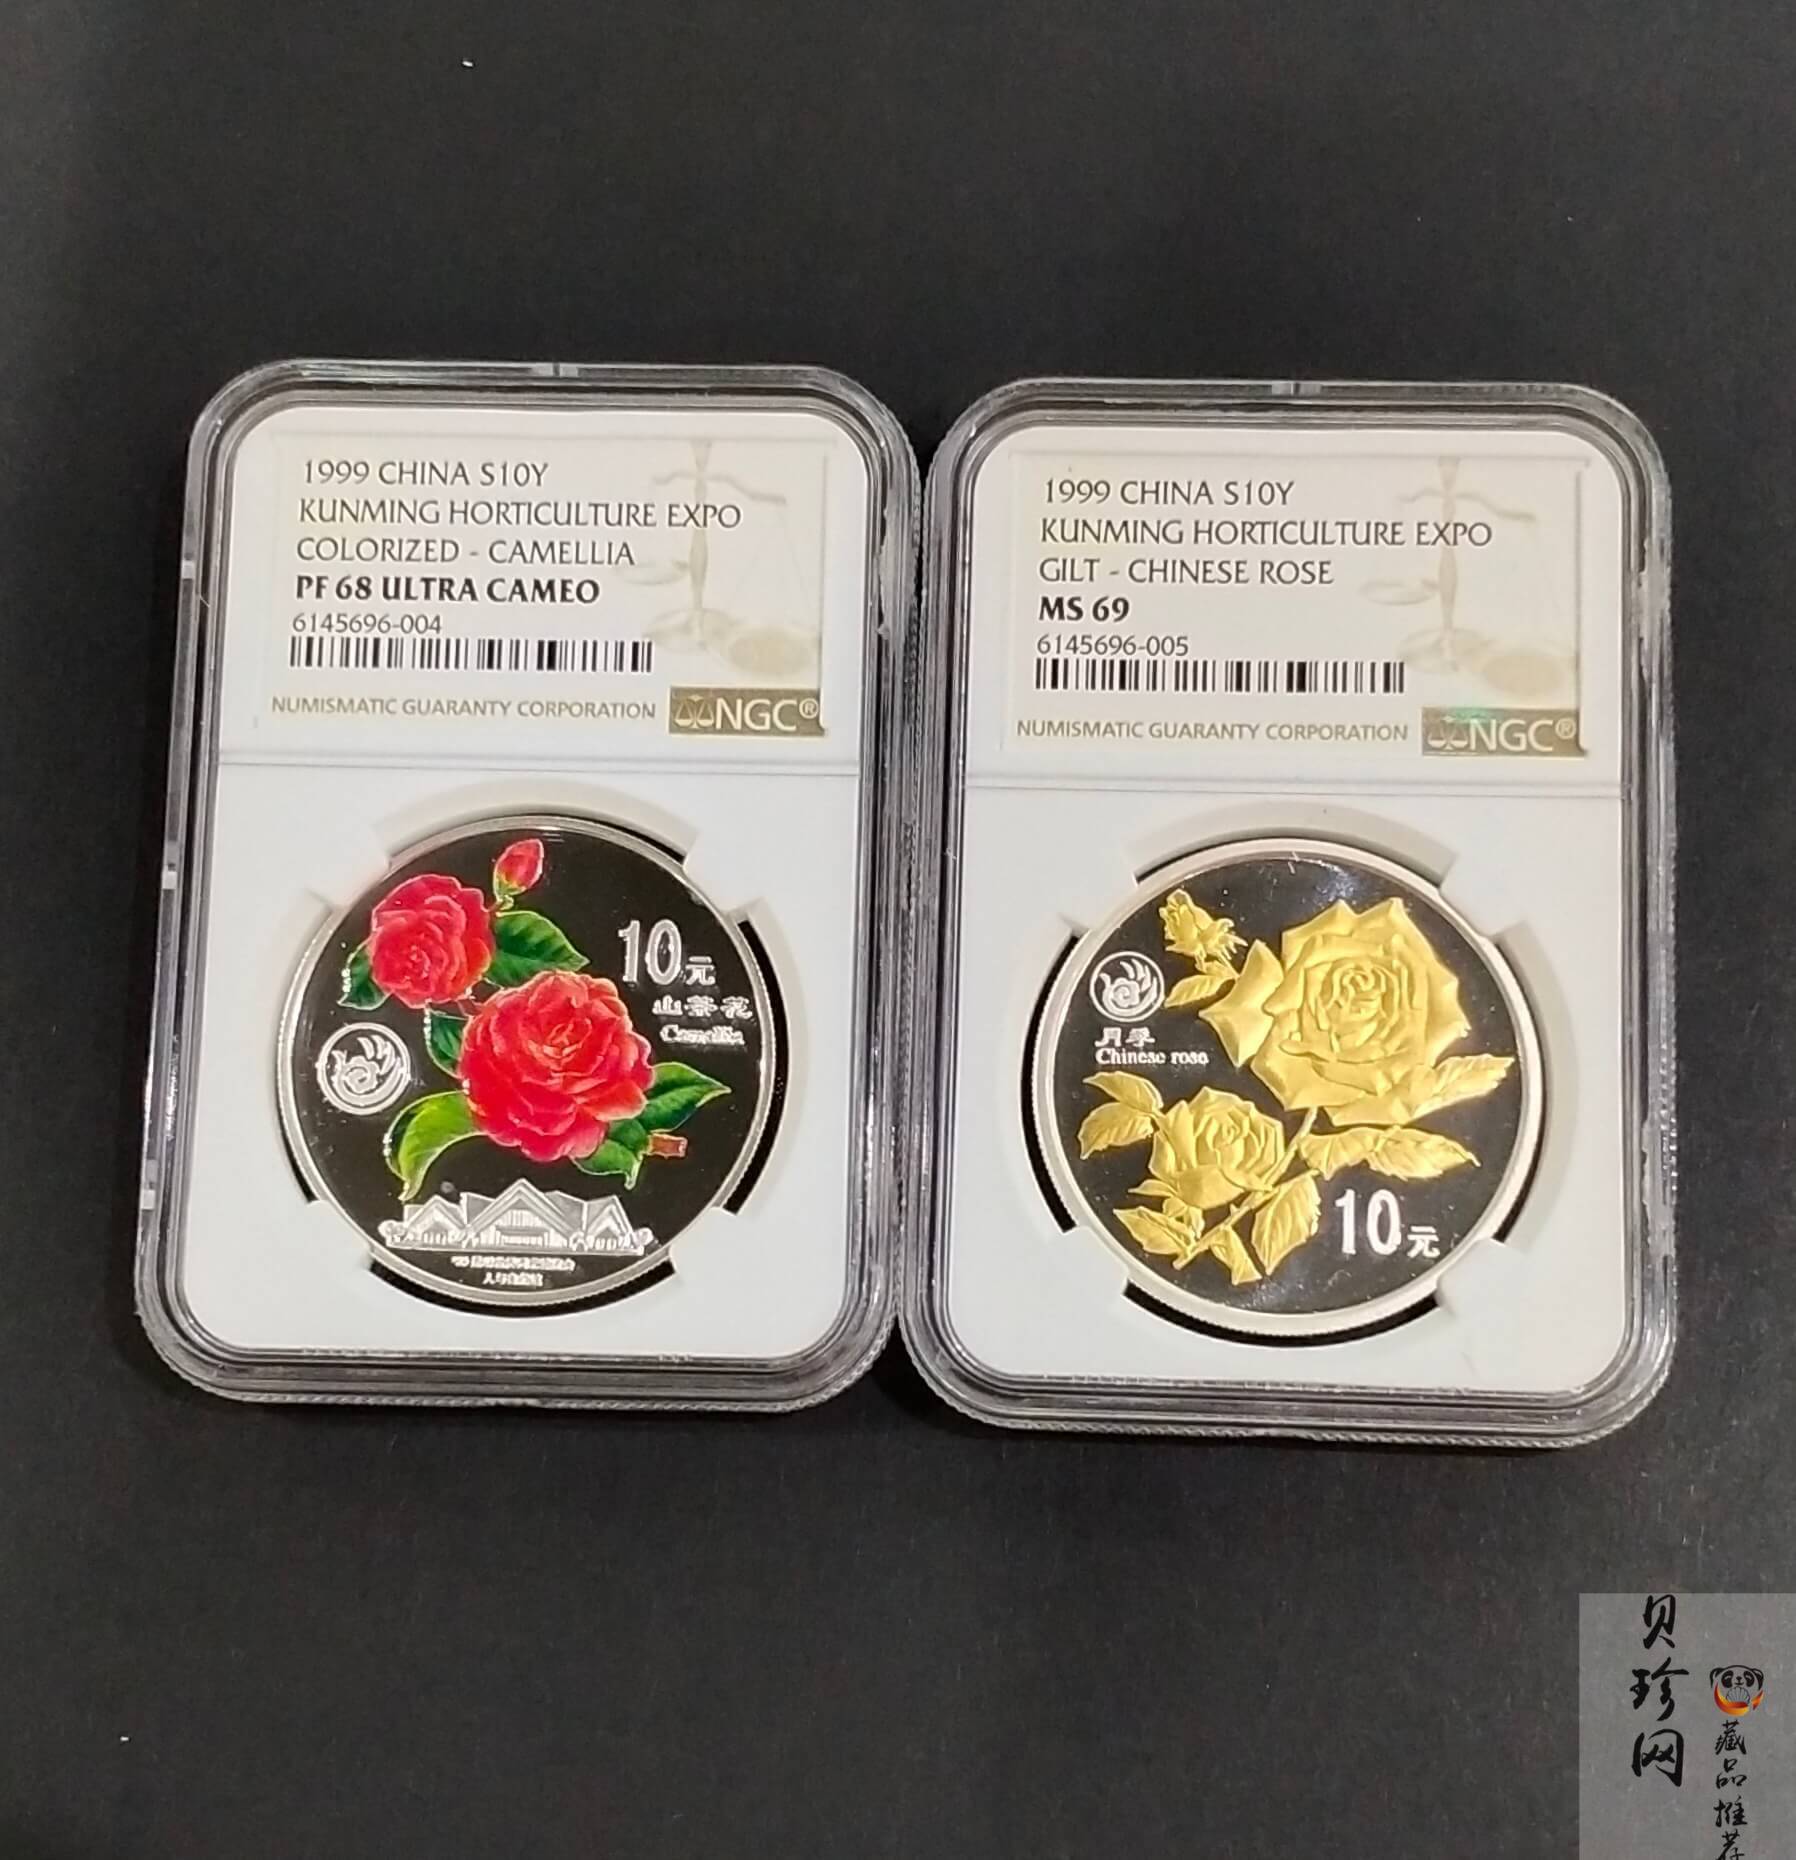 1999 CHINA S10Y
KUNMING HORTICULTURE EXPO
COLORIZED - CAMELLIA
PF 68 ULTRA CAMEO
6145696-004
NUMISMATIC GUARANTY CORPORATION
NGC®
10元
山茶花
Camellia
1999 CHINA S10Y
KUNMING HORTICULTURE EXPO
GILT - CHINESE ROSE
MS 69
6145696-005
NUMISMATIC GUARANTY CORPORATION
NGC®
月季
Chinese rose
10元
贝珍网
藏品推荐